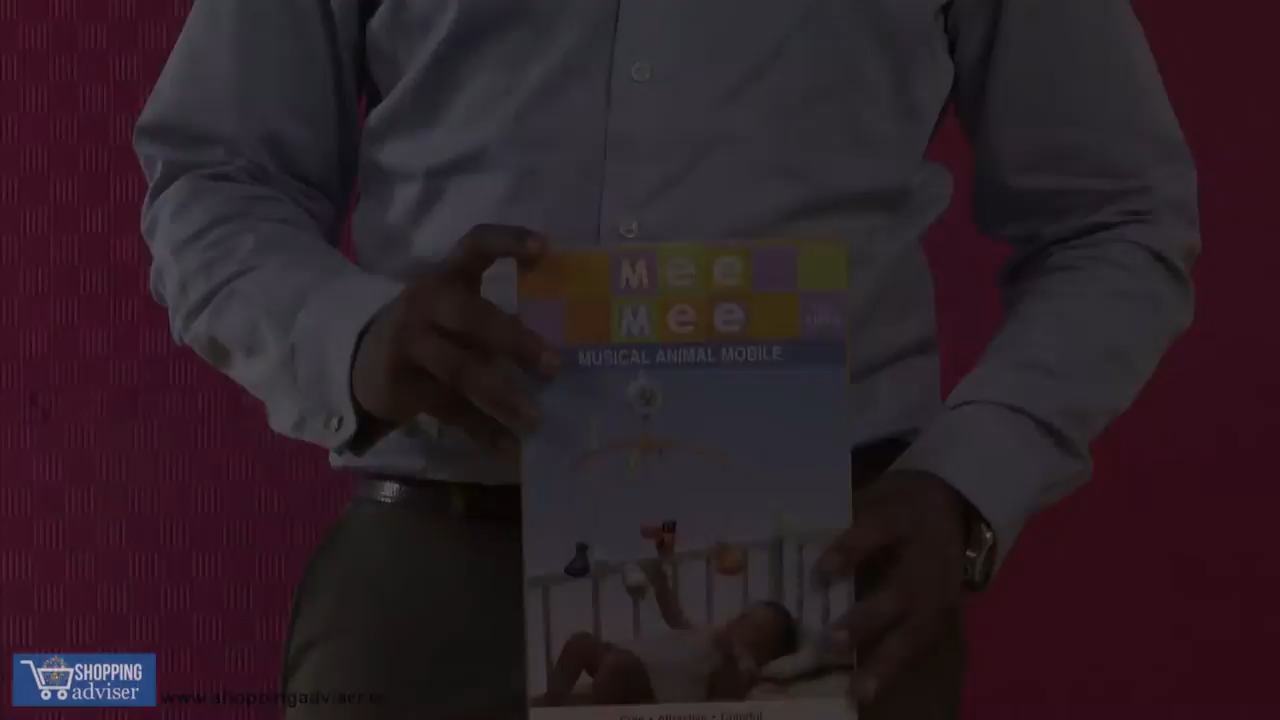 Mee
Mee
MUSICAL ANIMAL MOBILE
SHOPPING
adviser